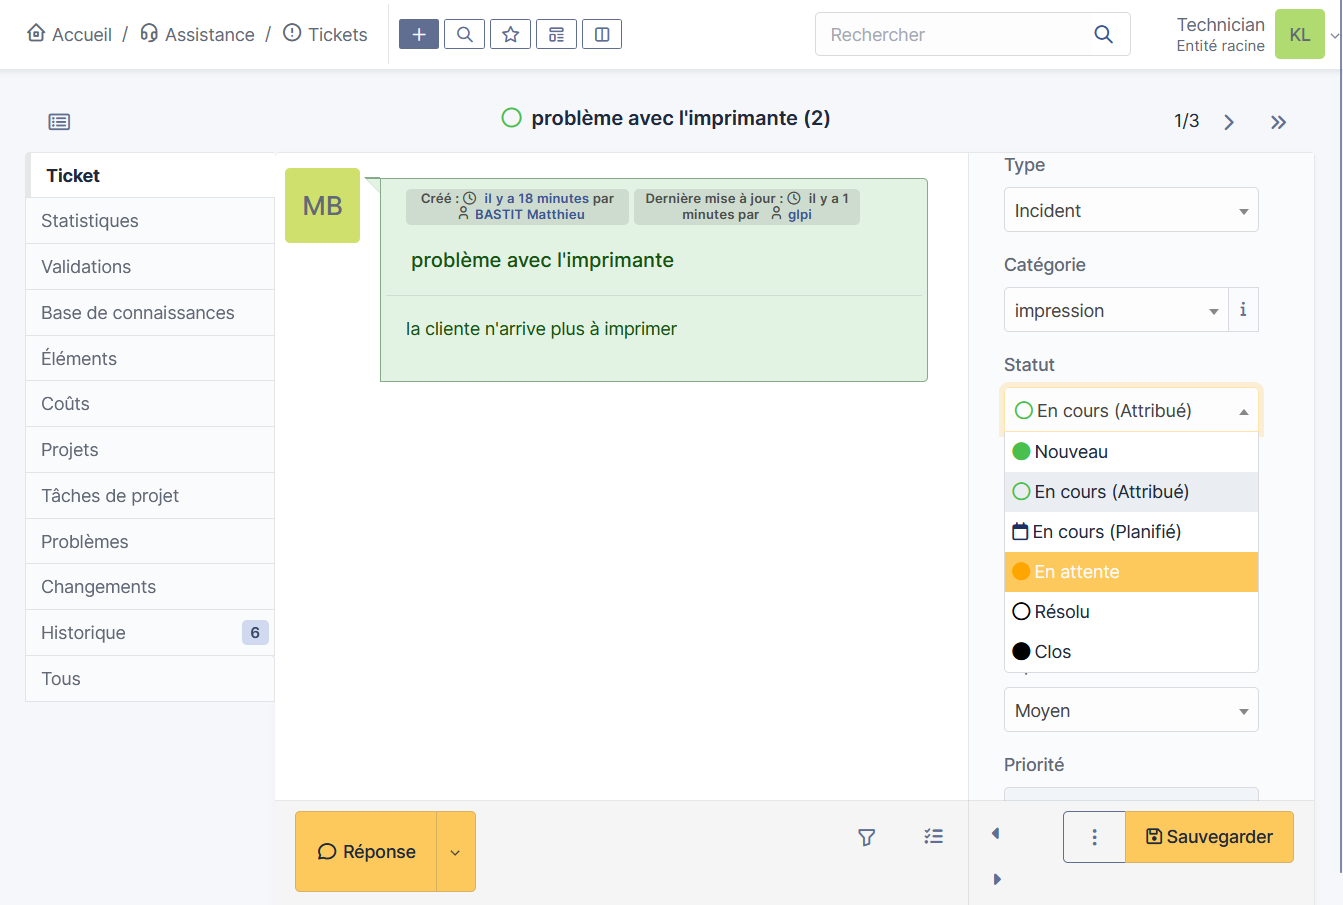 Accueil / Assistance / Tickets
Rechercher
Technician
Entité racine
KL
problème avec l'imprimante (2)
1/3
Ticket
Statistiques
Validations
Base de connaissances
Éléments
Coûts
Projets
Tâches de projet
Problèmes
Changements
Historique 6
Tous
MB
Créé : il y a 18 minutes par
BASTIT Matthieu
Dernière mise à jour : il y a 1
minutes par glpi
problème avec l'imprimante
la cliente n'arrive plus à imprimer
Type
Incident
Catégorie
impression
i
Statut
En cours (Attribué)
Nouveau
En cours (Attribué)
En cours (Planifié)
En attente
Résolu
Clos
Moyen
Priorité
Réponse
Sauvegarder